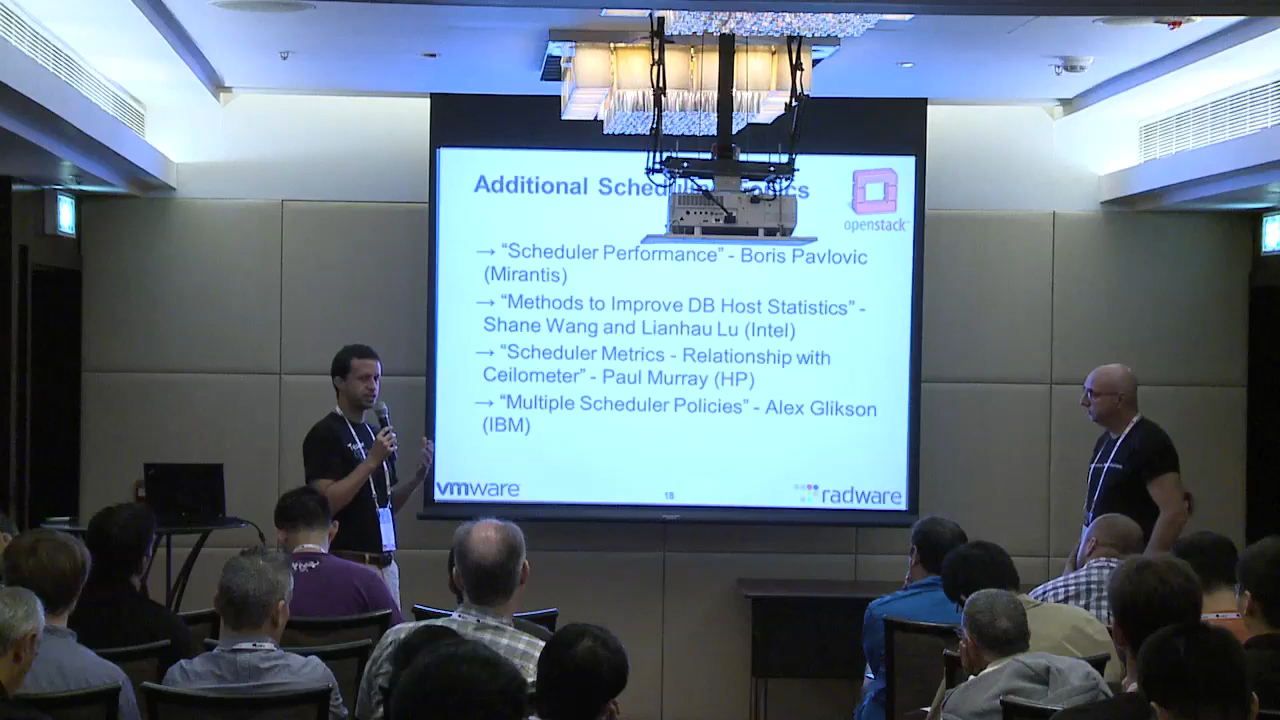 Additional
openstack
→ “Scheduler Performance” - Boris Pavlovic
(Mirantis)
→ “Methods to Improve DB Host Statistics” -
Shane Wang and Lianhau Lu (Intel)
→ “Scheduler Metrics - Relationship with
Ceilometer” - Paul Murray (HP)
→ “Multiple Scheduler Policies” - Alex Glikson
(IBM)
vmware
18
radware